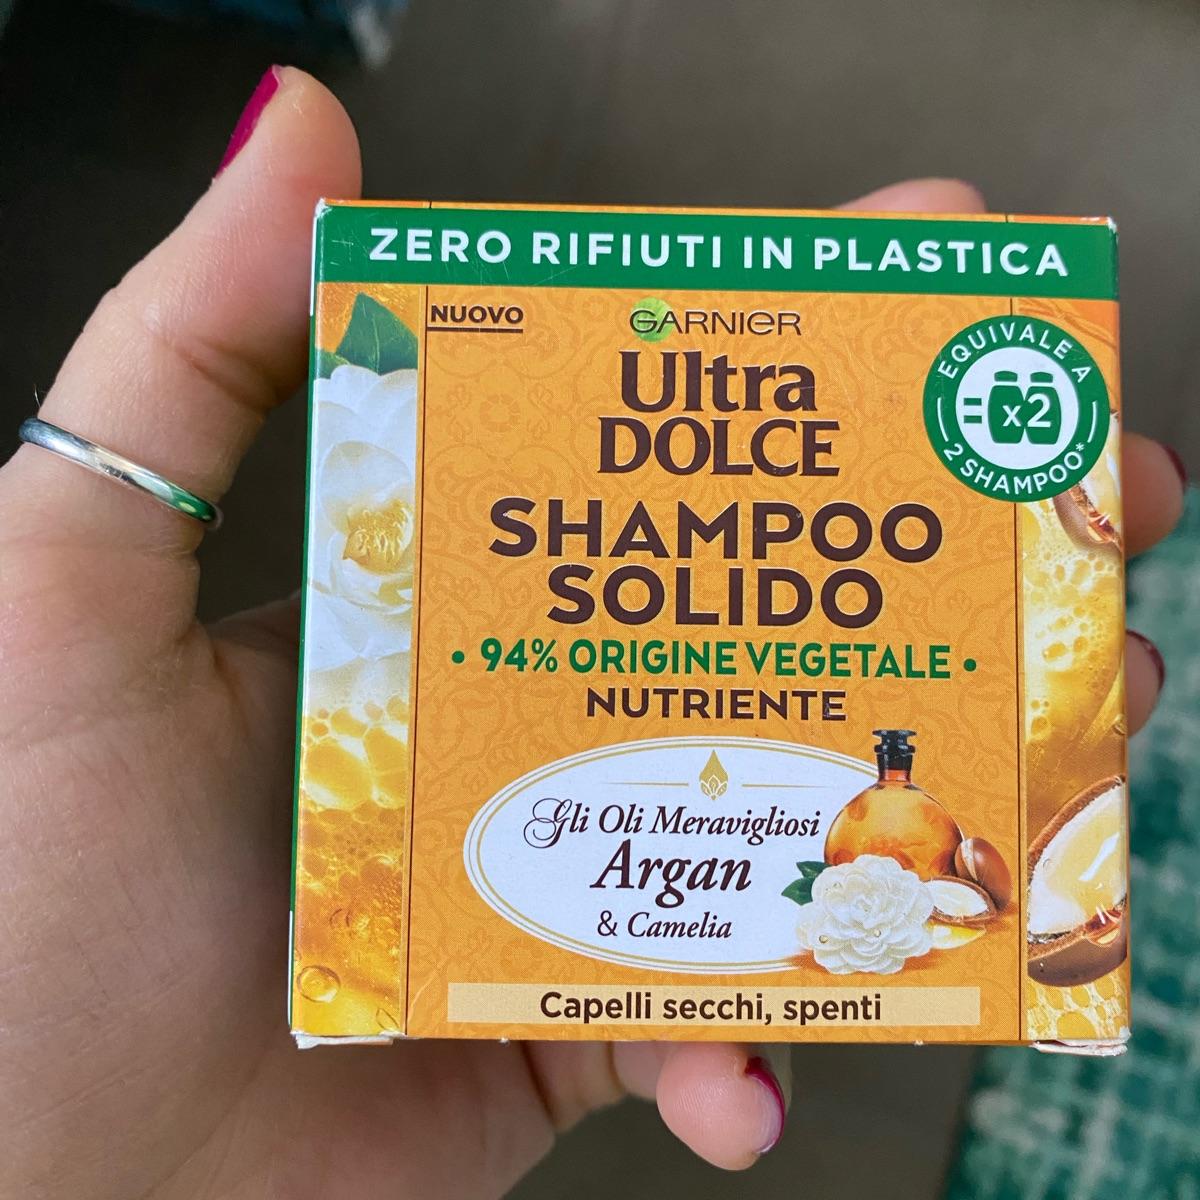 ZERO RIFIUTI IN PLASTICA
NUOVO
GARNIER
Ultra
DOLCE
EQUIVALE A
= x2
2 SHAMPOO*
SHAMPOO
SOLIDO
• 94% ORIGINE VEGETALE •
NUTRIENTE
Gli Oli Meravigliosi
Argan
& Camelia
Capelli secchi, spenti